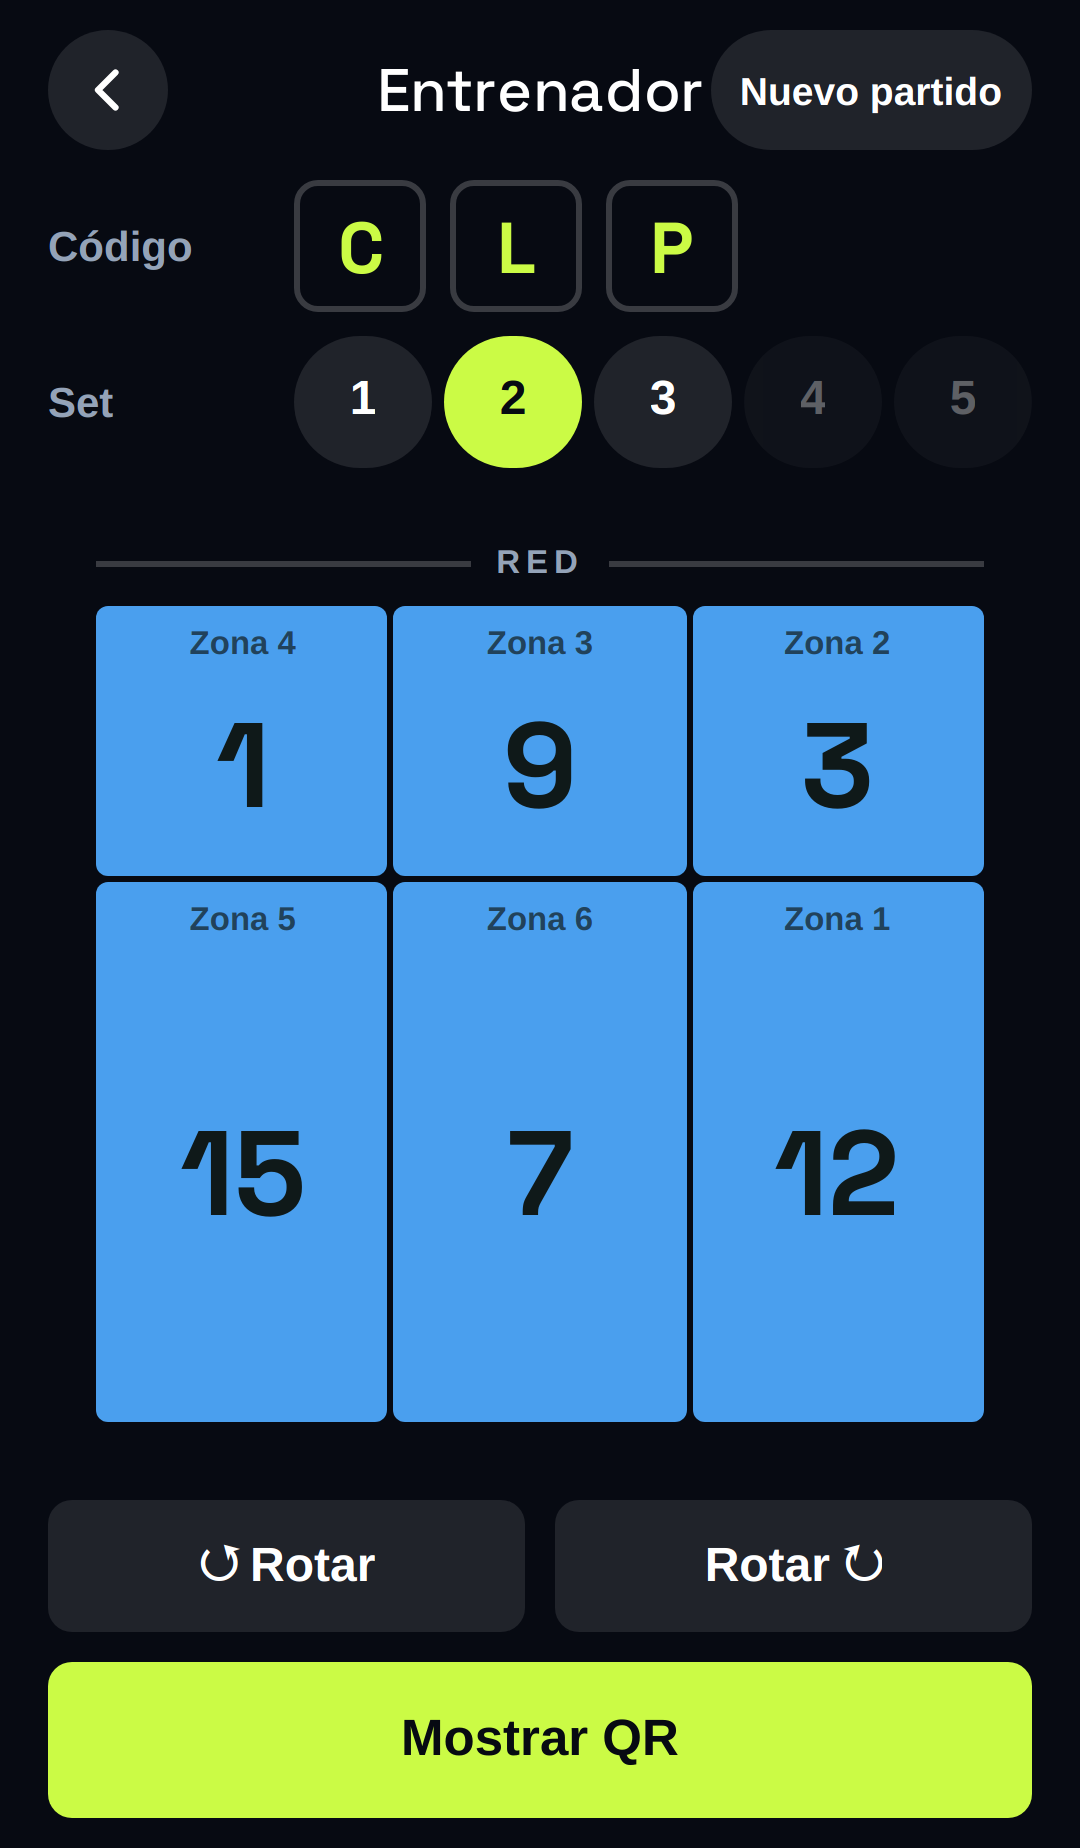 Entrenador Nuevo partido
Código C L P
Set 1 2 3 4 5
RED
Zona 4 Zona 3 Zona 2
1 9 3
Zona 5 Zona 6 Zona 1
15 7 12
↺ Rotar Rotar ↻
Mostrar QR